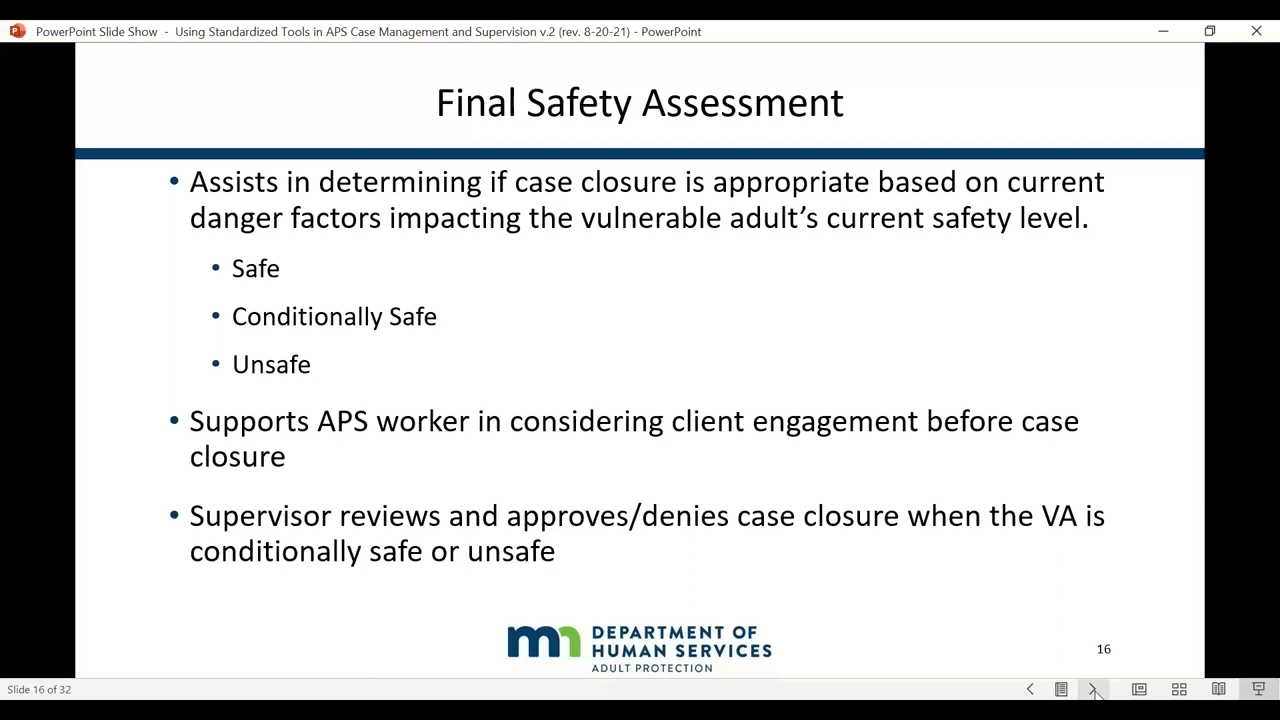 PowerPoint Slide Show - Using Standardized Tools in APS Case Management and Supervision v.2 (rev. 8-20-21) - PowerPoint
Final Safety Assessment
• Assists in determining if case closure is appropriate based on current
danger factors impacting the vulnerable adult’s current safety level.
• Safe
• Conditionally Safe
• Unsafe
• Supports APS worker in considering client engagement before case
closure
• Supervisor reviews and approves/denies case closure when the VA is
conditionally safe or unsafe
mn
DEPARTMENT OF
HUMAN SERVICES
ADULT PROTECTION
16
Slide 16 of 32